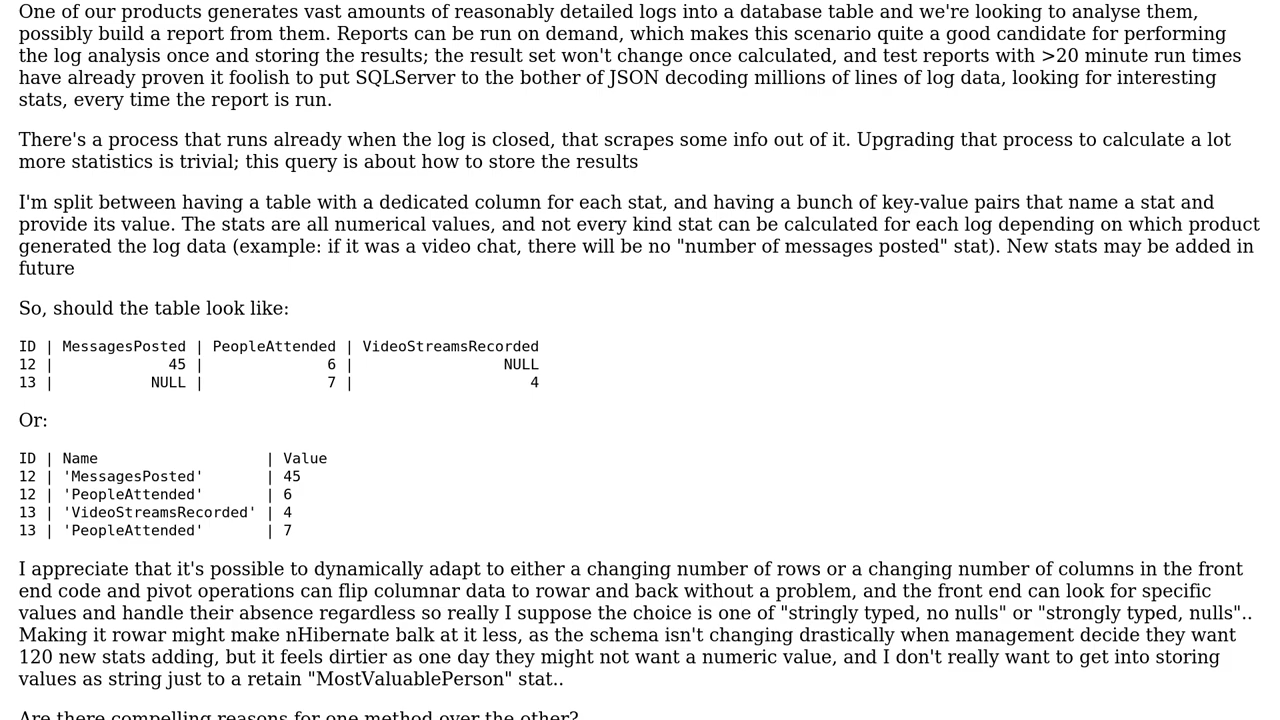 One of our products generates vast amounts of reasonably detailed logs into a database table and we're looking to analyse them,
possibly build a report from them. Reports can be run on demand, which makes this scenario quite a good candidate for performing
the log analysis once and storing the results; the result set won't change once calculated, and test reports with >20 minute run times
have already proven it foolish to put SQLServer to the bother of JSON decoding millions of lines of log data, looking for interesting
stats, every time the report is run.
There's a process that runs already when the log is closed, that scrapes some info out of it. Upgrading that process to calculate a lot
more statistics is trivial; this query is about how to store the results
I'm split between having a table with a dedicated column for each stat, and having a bunch of key-value pairs that name a stat and
provide its value. The stats are all numerical values, and not every kind stat can be calculated for each log depending on which product
generated the log data (example: if it was a video chat, there will be no "number of messages posted" stat). New stats may be added in
future
So, should the table look like:
ID | MessagesPosted | PeopleAttended | VideoStreamsRecorded
12 |             45 |              6 |                 NULL
13 |           NULL |              7 |                    4
Or:
ID | Name                  | Value
12 | 'MessagesPosted'       | 45
12 | 'PeopleAttended'       | 6
13 | 'VideoStreamsRecorded' | 4
13 | 'PeopleAttended'       | 7
I appreciate that it's possible to dynamically adapt to either a changing number of rows or a changing number of columns in the front
end code and pivot operations can flip columnar data to rowar and back without a problem, and the front end can look for specific
values and handle their absence regardless so really I suppose the choice is one of "stringly typed, no nulls" or "strongly typed, nulls"..
Making it rowar might make nHibernate balk at it less, as the schema isn't changing drastically when management decide they want
120 new stats adding, but it feels dirtier as one day they might not want a numeric value, and I don't really want to get into storing
values as string just to a retain "MostValuablePerson" stat..
Are there compelling reasons for one method over the other?